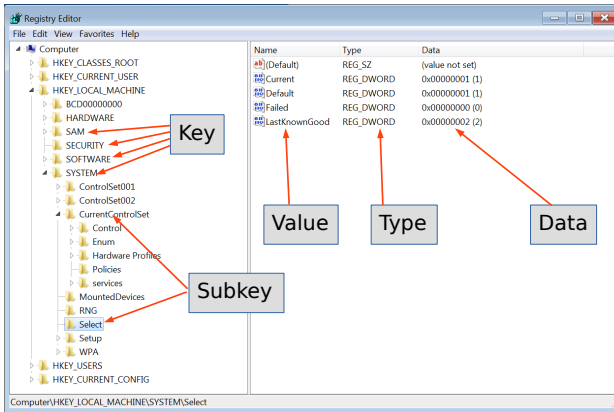 Registry Editor
File Edit View Favorites Help
Computer
HKEY_CLASSES_ROOT
HKEY_CURRENT_USER
HKEY_LOCAL_MACHINE
BCD00000000
HARDWARE
SAM
SECURITY
SOFTWARE
SYSTEM
ControlSet001
ControlSet002
CurrentControlSet
Control
Enum
Hardware Profiles
Policies
services
MountedDevices
RNG
Select
Setup
WPA
HKEY_USERS
HKEY_CURRENT_CONFIG
Key
Subkey
Name Type Data
ab (Default) REG_SZ (value not set)
Current REG_DWORD 0x00000001 (1)
Default REG_DWORD 0x00000001 (1)
Failed REG_DWORD 0x00000000 (0)
LastKnownGood REG_DWORD 0x00000002 (2)
Value Type Data
Computer\HKEY_LOCAL_MACHINE\SYSTEM\Select